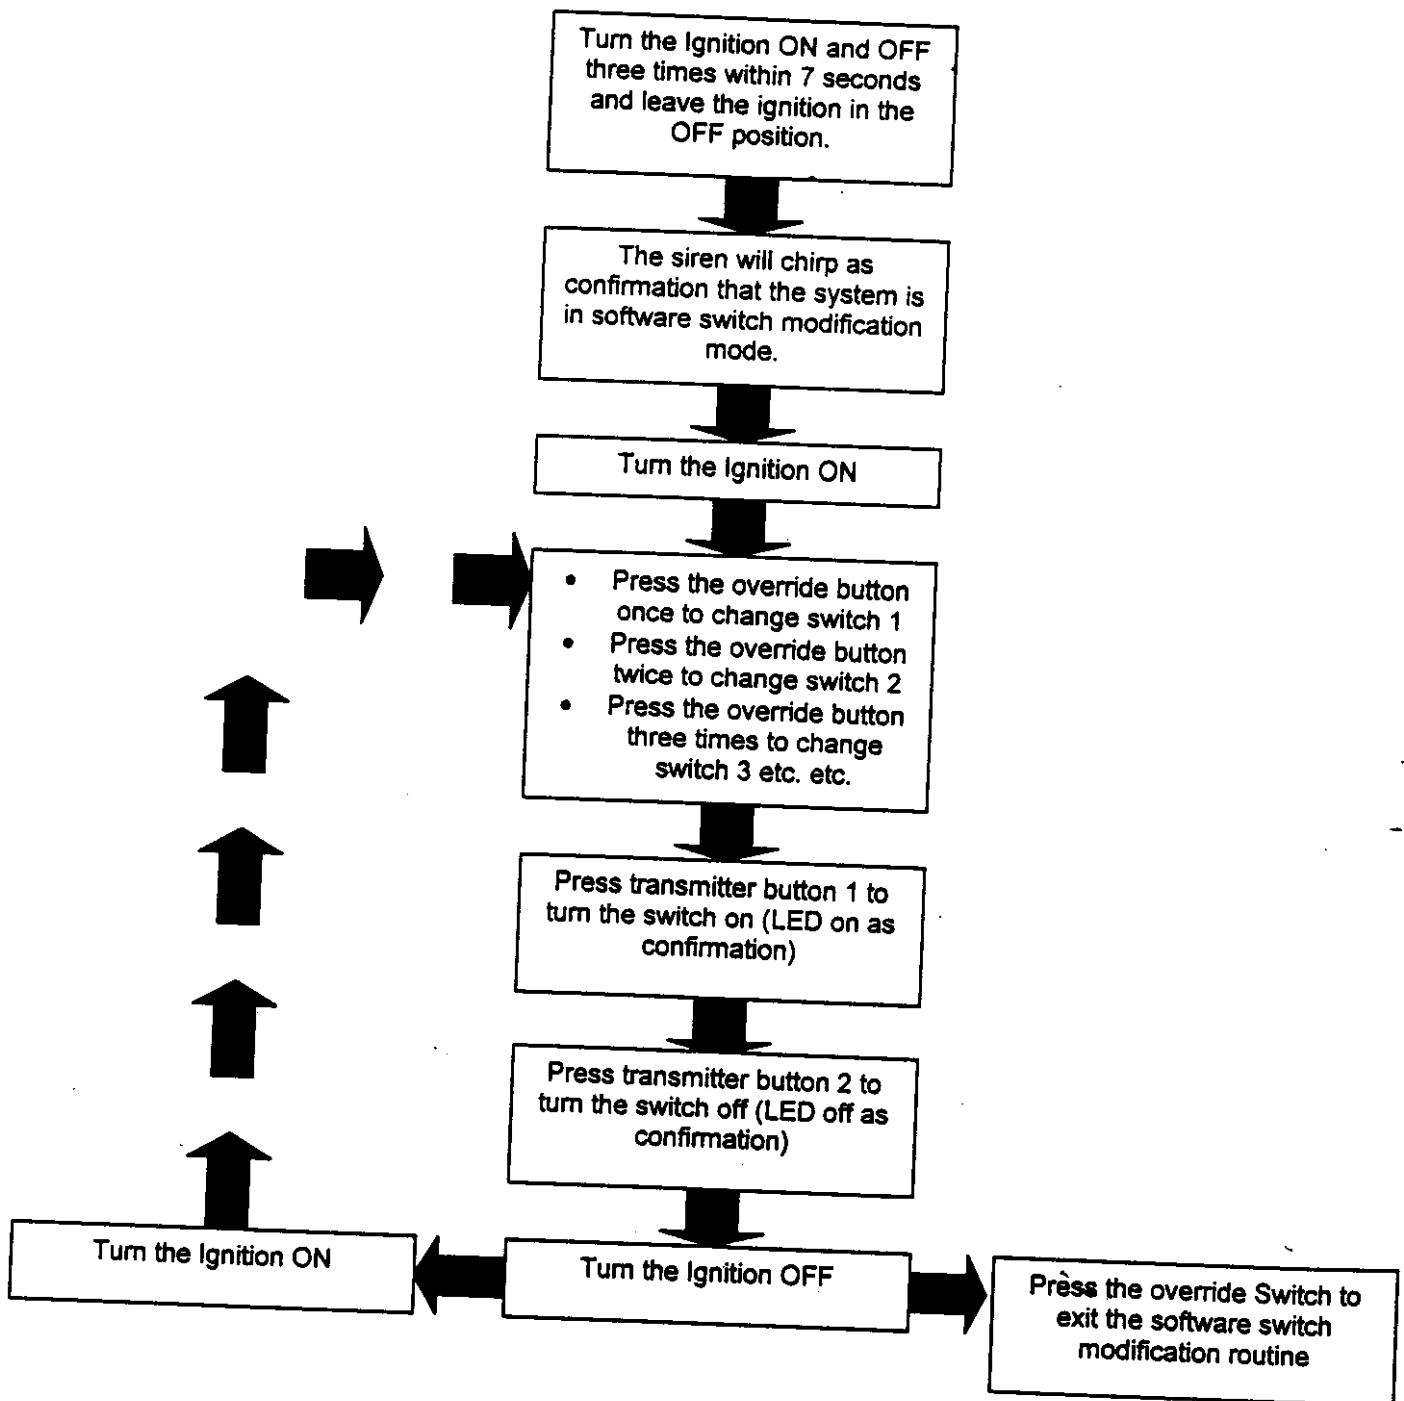 Turn the Ignition ON and OFF
three times within 7 seconds
and leave the ignition in the
OFF position.
The siren will chirp as
confirmation that the system is
in software switch modification
mode.
Turn the Ignition ON
• Press the override button
once to change switch 1
• Press the override button
twice to change switch 2
• Press the override button
three times to change
switch 3 etc. etc.
Press transmitter button 1 to
turn the switch on (LED on as
confirmation)
Press transmitter button 2 to
turn the switch off (LED off as
confirmation)
Turn the Ignition ON
Turn the Ignition OFF
Press the override Switch to
exit the software switch
modification routine